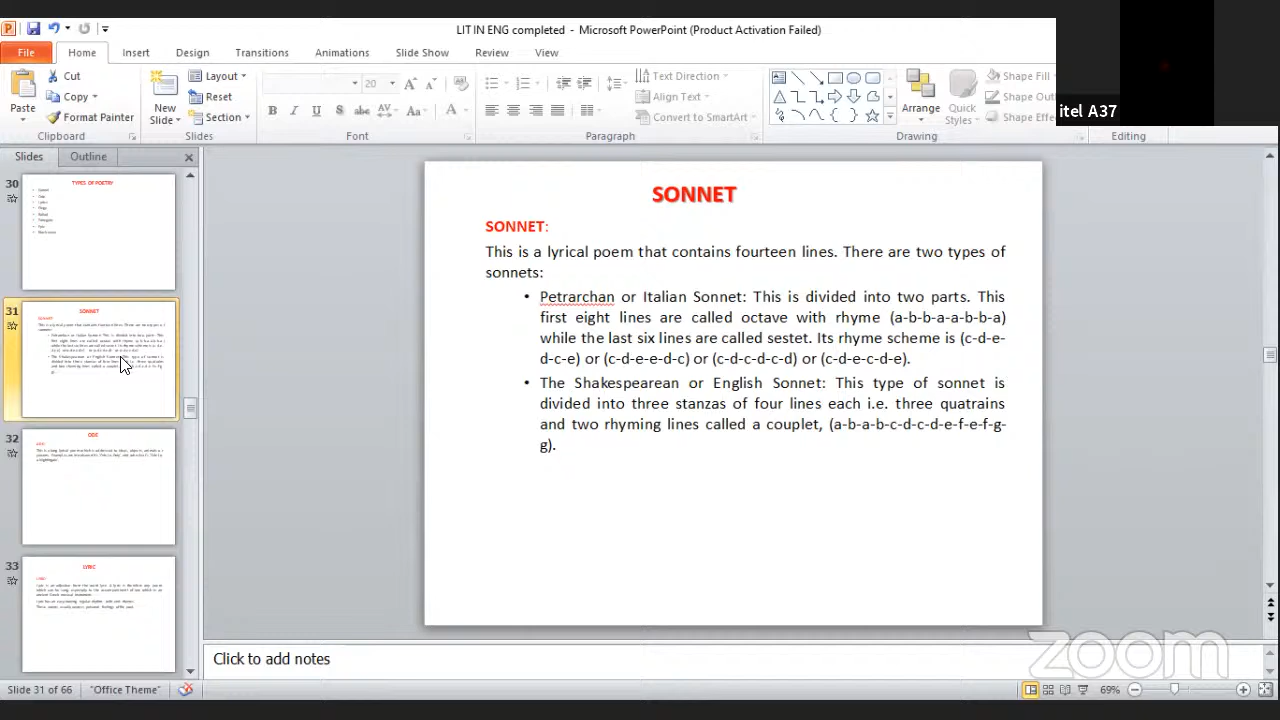 LIT IN ENG completed - Microsoft PowerPoint (Product Activation Failed)
File Home Insert Design Transitions Animations Slide Show Review View
itel A37
Paste
Cut
Copy
Format Painter
New
Slide
Layout
Reset
Section
20
Text Direction
Align Text
Convert to SmartArt
Arrange
Quick
Styles
Shape Fill
Shape Out
Shape Effe
Clipboard Slides Font Paragraph Drawing Editing
Slides Outline
30
TYPES OF POETRY
31
SONNET
32
ODE
33
LYRIC
SONNET
SONNET:
This is a lyrical poem that contains fourteen lines. There are two types of
sonnets:
• Petrarchan or Italian Sonnet: This is divided into two parts. This
first eight lines are called octave with rhyme (a-b-b-a-a-b-b-a)
while the last six lines are called sestet: Its rhyme scheme is (c-d-e-
c-c-e) or (c-d-e-e-d-c) or (c-d-c-d-c-d) or (c-d-e-c-d-e).
• The Shakespearean or English Sonnet: This type of sonnet is
divided into three stanzas of four lines each i.e. three quatrains
and two rhyming lines called a couplet, (a-b-a-b-c-d-c-d-e-f-e-f-g-
g).
Click to add notes
zoom
Slide 31 of 66 "Office Theme" 69%